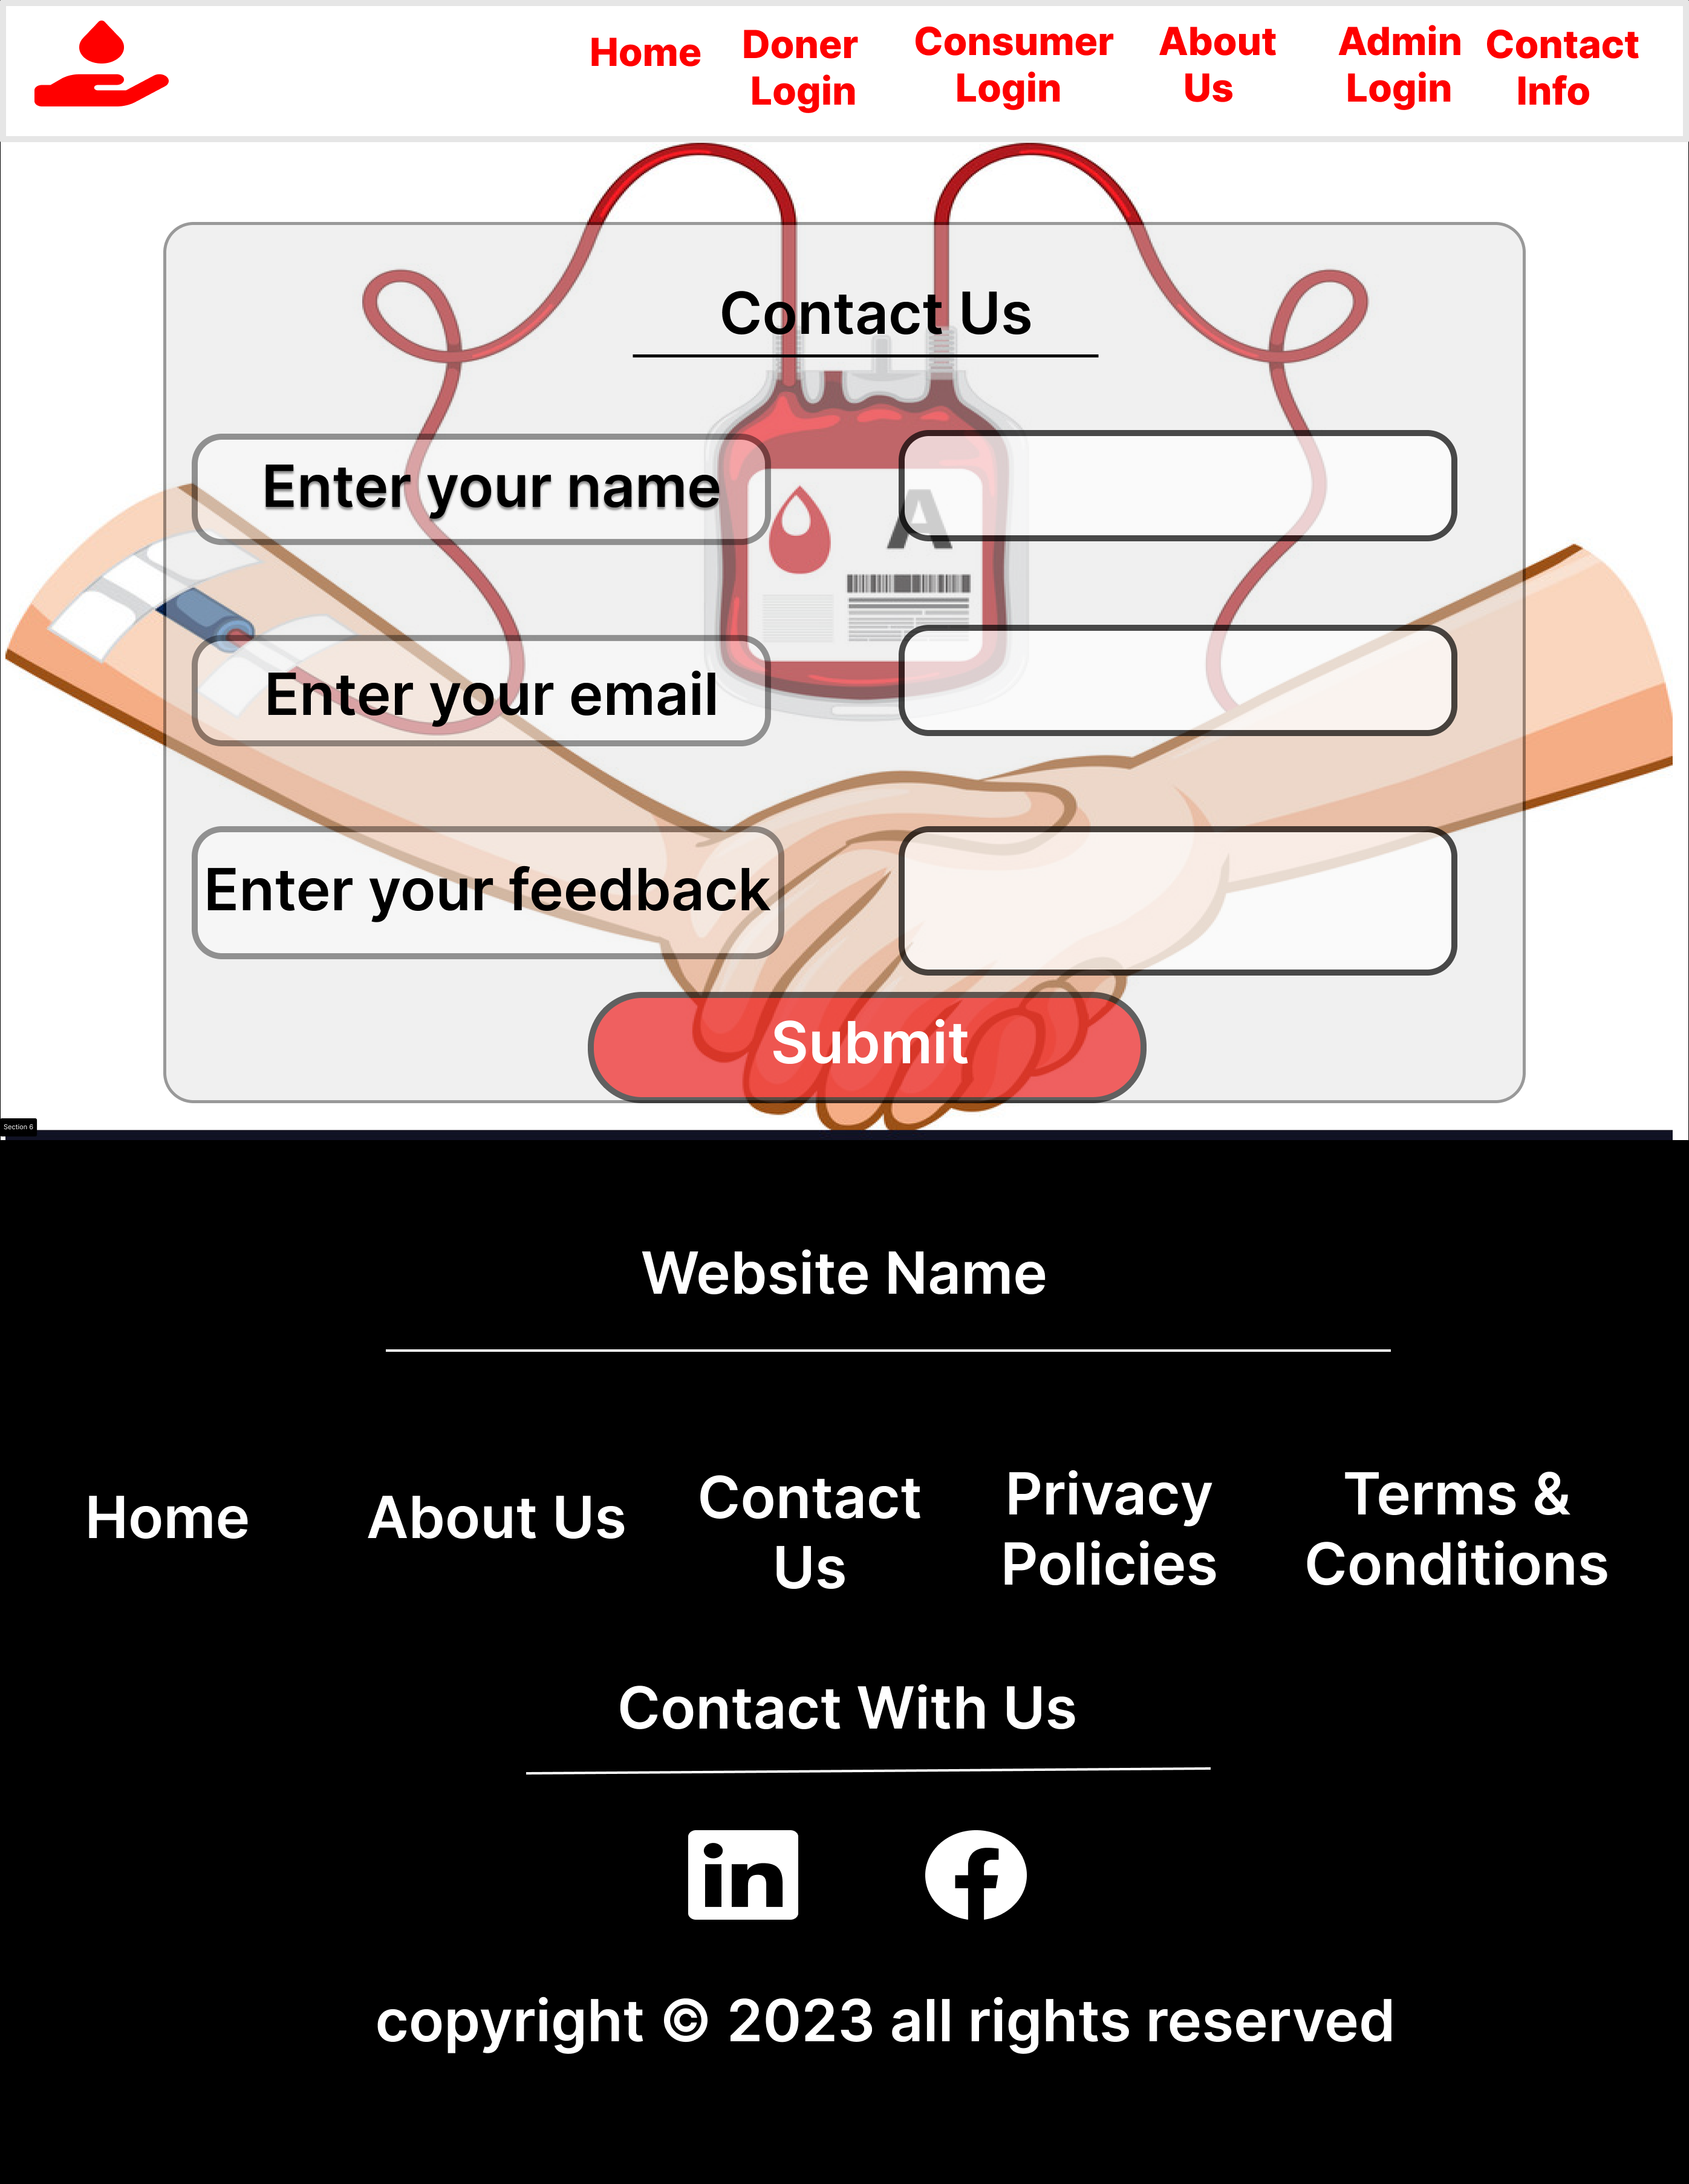 Home
Doner
Login
Consumer
Login
About
Us
Admin
Login
Contact
Info
Contact Us
Enter your name
A
Enter your email
Enter your feedback
Submit
Section 6
Website Name
Home
About Us
Contact
Us
Privacy
Policies
Terms &
Conditions
Contact With Us
in
f
copyright © 2023 all rights reserved